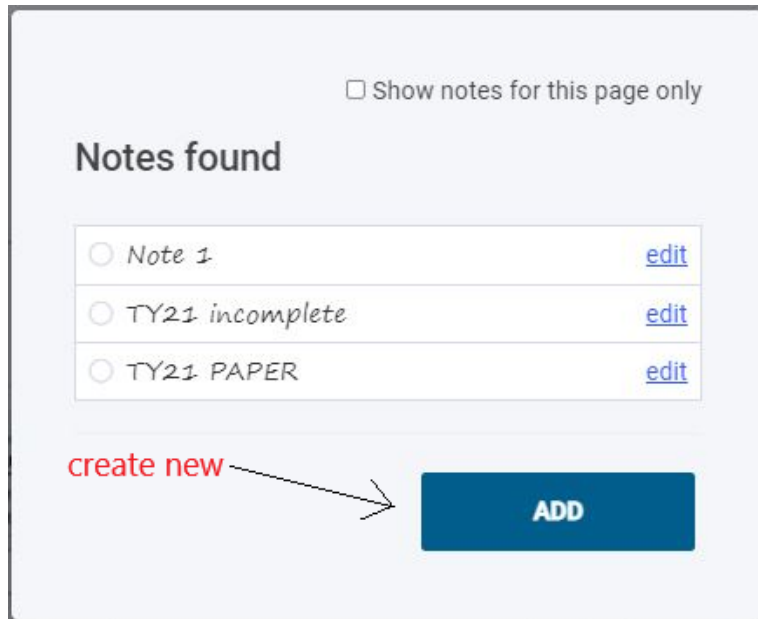 Show notes for this page only
Notes found
Note 1 edit
TY21 incomplete edit
TY21 PAPER edit
create new
ADD